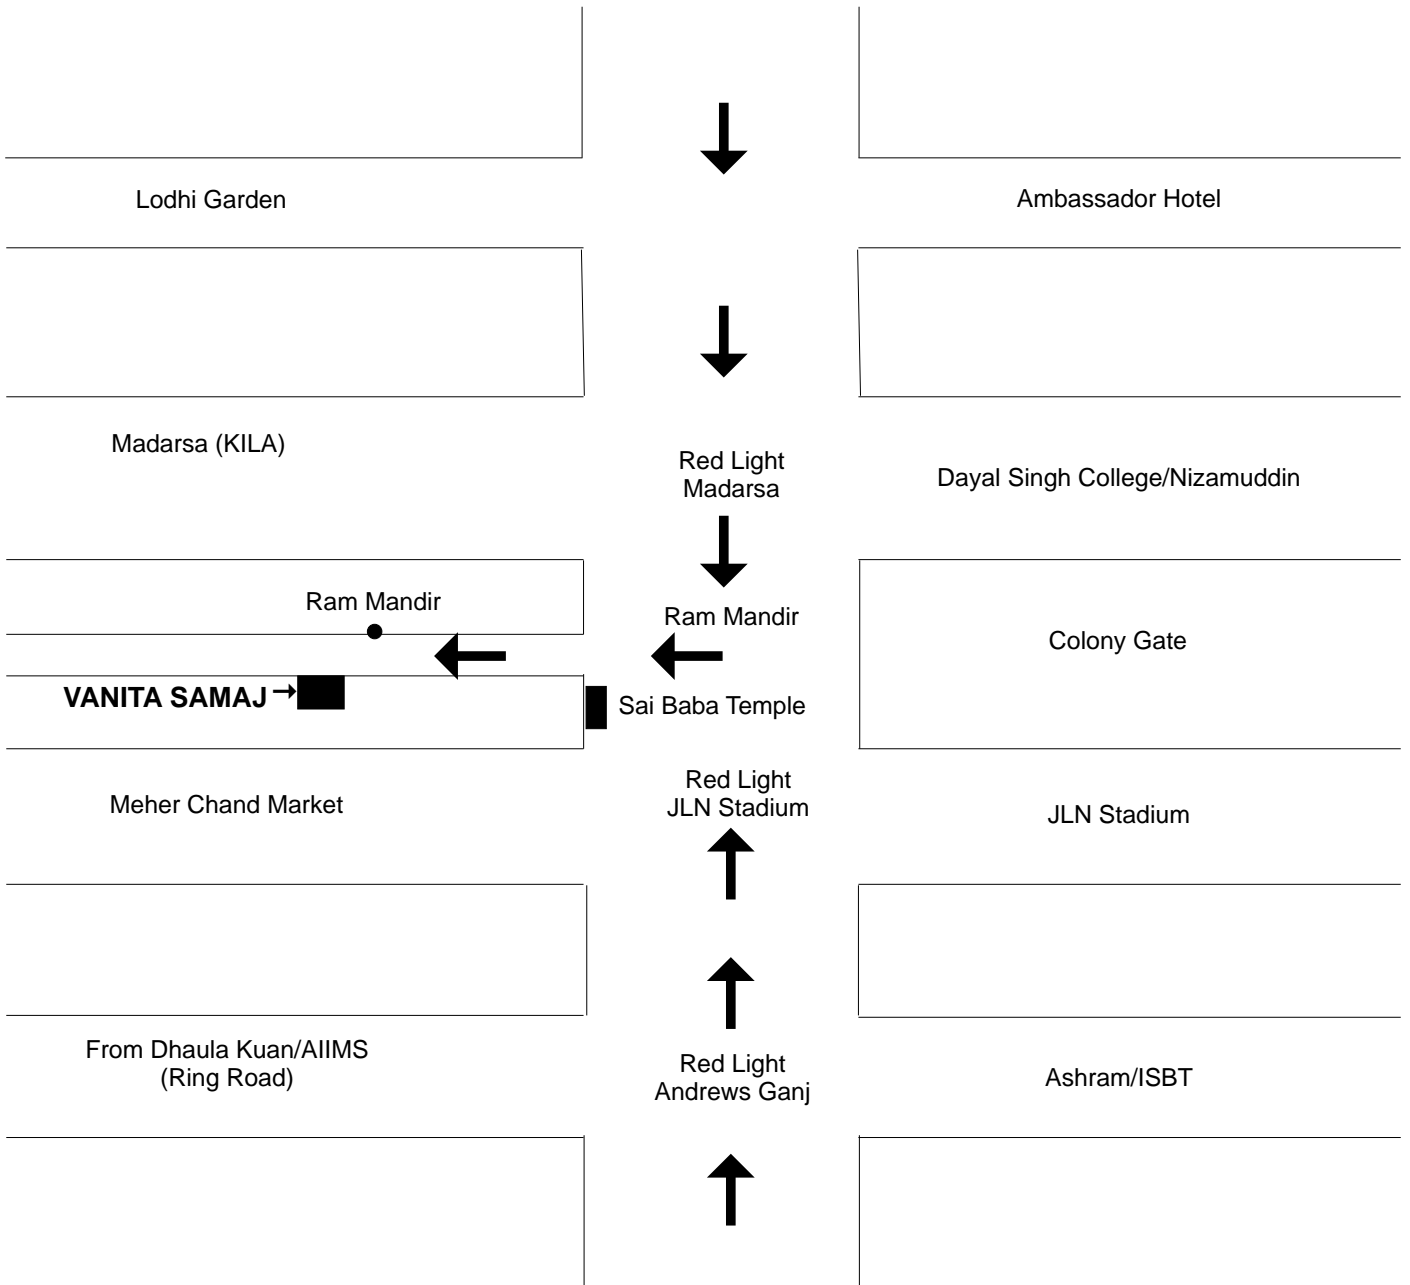 Lodhi Garden
Ambassador Hotel
Madarsa (KILA)
Red Light
Madarsa
Dayal Singh College/Nizamuddin
Ram Mandir
Ram Mandir
Colony Gate
VANITA SAMAJ
Sai Baba Temple
Meher Chand Market
Red Light
JLN Stadium
JLN Stadium
From Dhaula Kuan/AIIMS
(Ring Road)
Red Light
Andrews Ganj
Ashram/ISBT